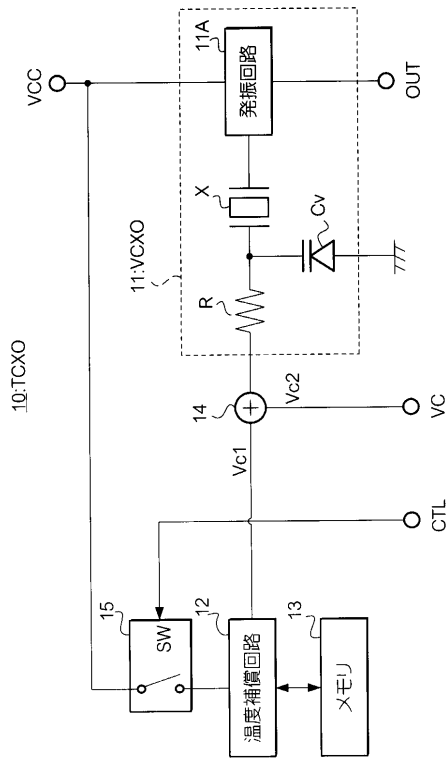 10:TCXO
VCC
11:VCXO
11A
発振回路
X
Cv
R
OUT
14
+
Vc1
Vc2
VC
15
SW
CTL
12
温度補償回路
13
メモリ